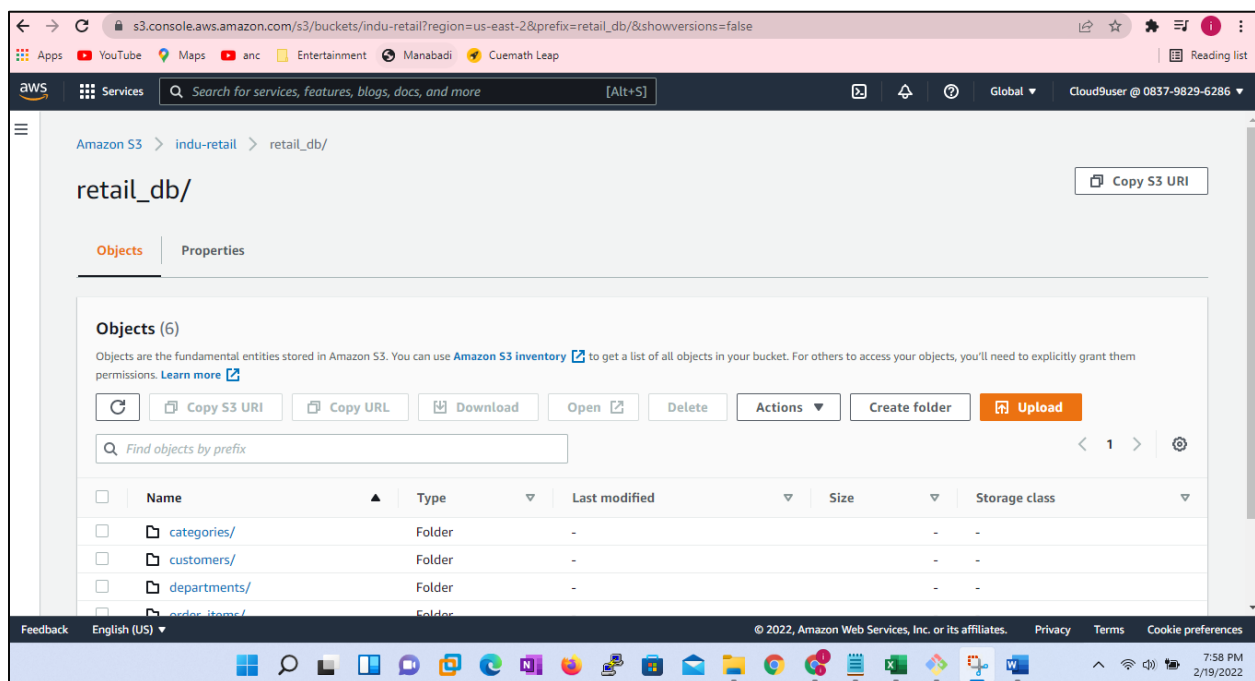 s3.console.aws.amazon.com/s3/buckets/indu-retail?region=us-east-2&prefix=retail_db/&showversions=false i
Apps YouTube Maps anc Entertainment Manabadi Cuemath Leap Reading list
aws Services Search for services, features, blogs, docs, and more [Alt+S] Global Cloud9user @ 0837-9829-6286
Amazon S3 > indu-retail > retail_db/
Copy S3 URI
retail_db/
Objects Properties
Objects (6)
Objects are the fundamental entities stored in Amazon S3. You can use Amazon S3 inventory to get a list of all objects in your bucket. For others to access your objects, you'll need to explicitly grant them
permissions. Learn more
Copy S3 URI Copy URL Download Open Delete Actions Create folder Upload
Find objects by prefix < 1 >
Name Type Last modified Size Storage class
categories/ Folder - - -
customers/ Folder - - -
departments/ Folder - - -
order_items/ Folder
Feedback English (US) © 2022, Amazon Web Services, Inc. or its affiliates. Privacy Terms Cookie preferences
7:58 PM
2/19/2022